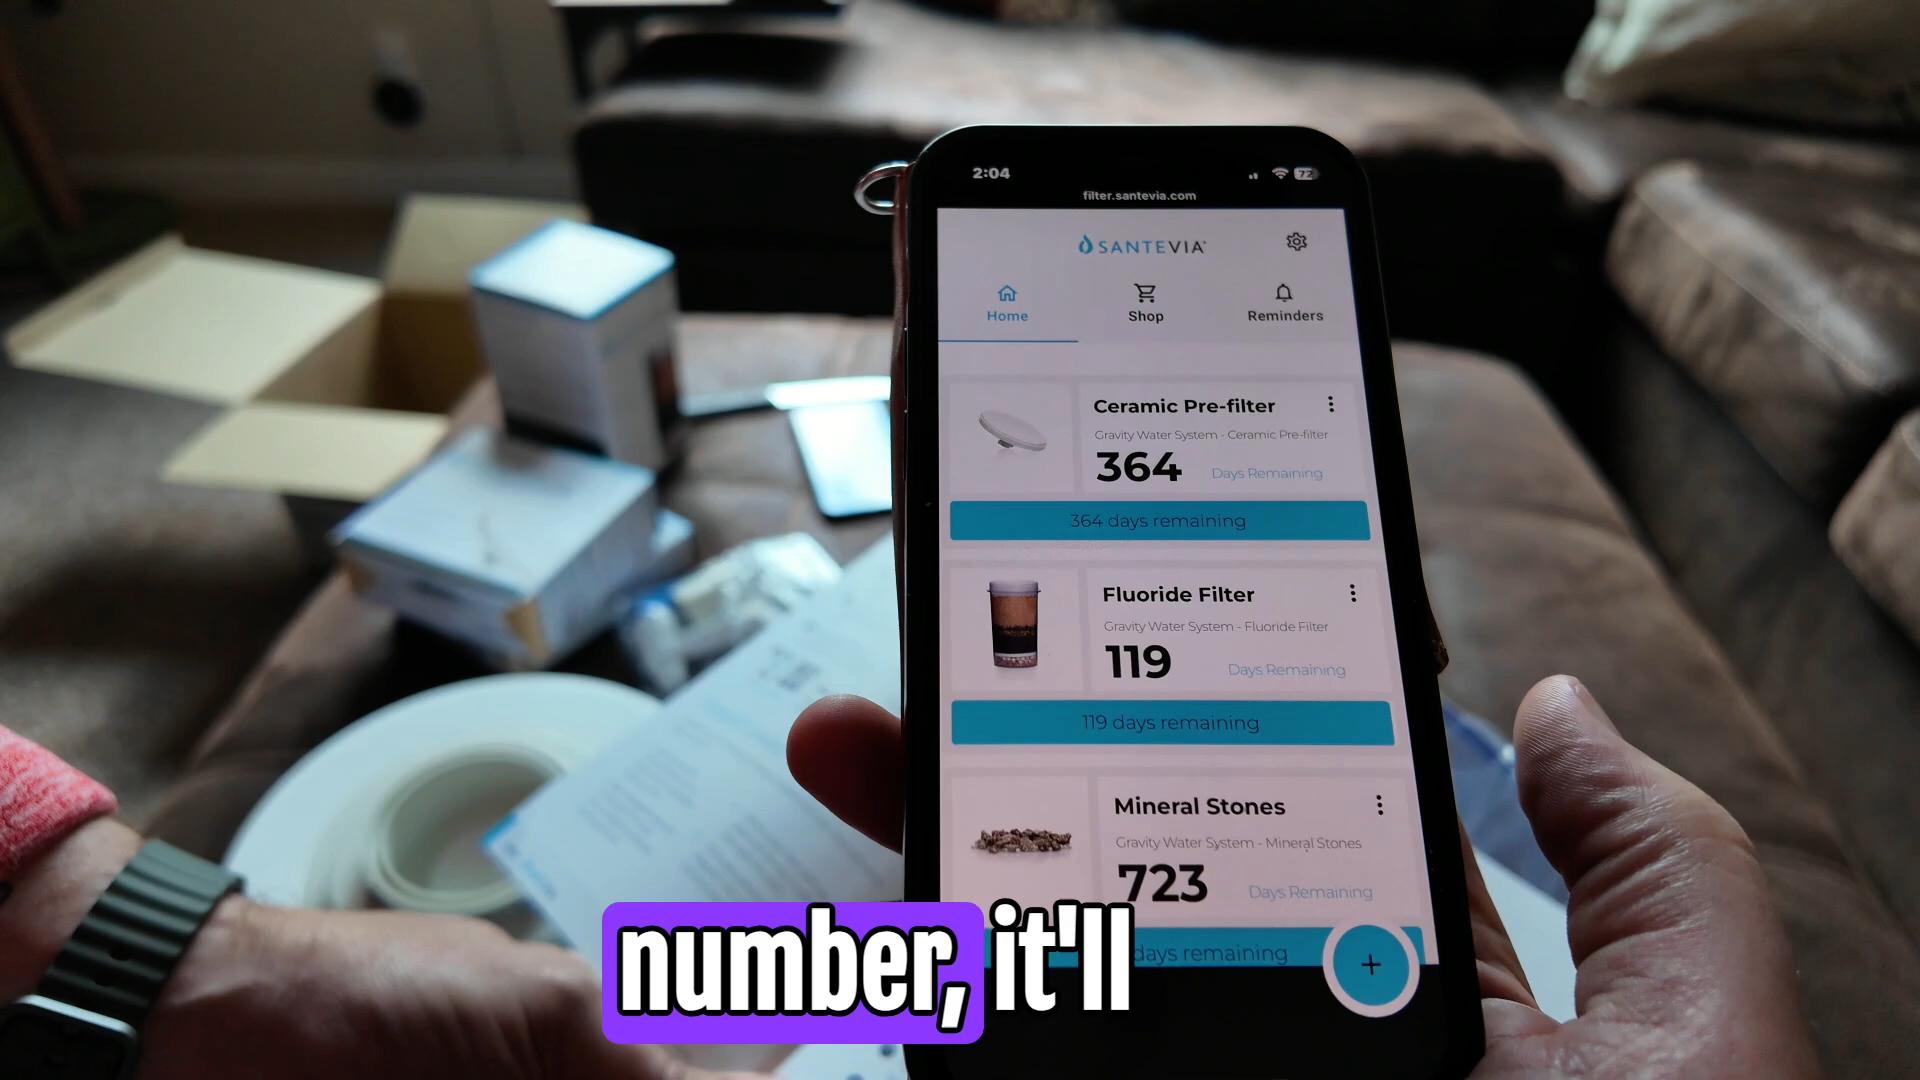 2:04
72
filter.santevia.com
SANTEVIA
Home
Shop
Reminders
Ceramic Pre-filter
Gravity Water System - Ceramic Pre-filter
364 Days Remaining
364 days remaining
Fluoride Filter
Gravity Water System - Fluoride Filter
119 Days Remaining
119 days remaining
Mineral Stones
Gravity Water System - Mineral Stones
723 Days Remaining
days remaining
+
number, it'll